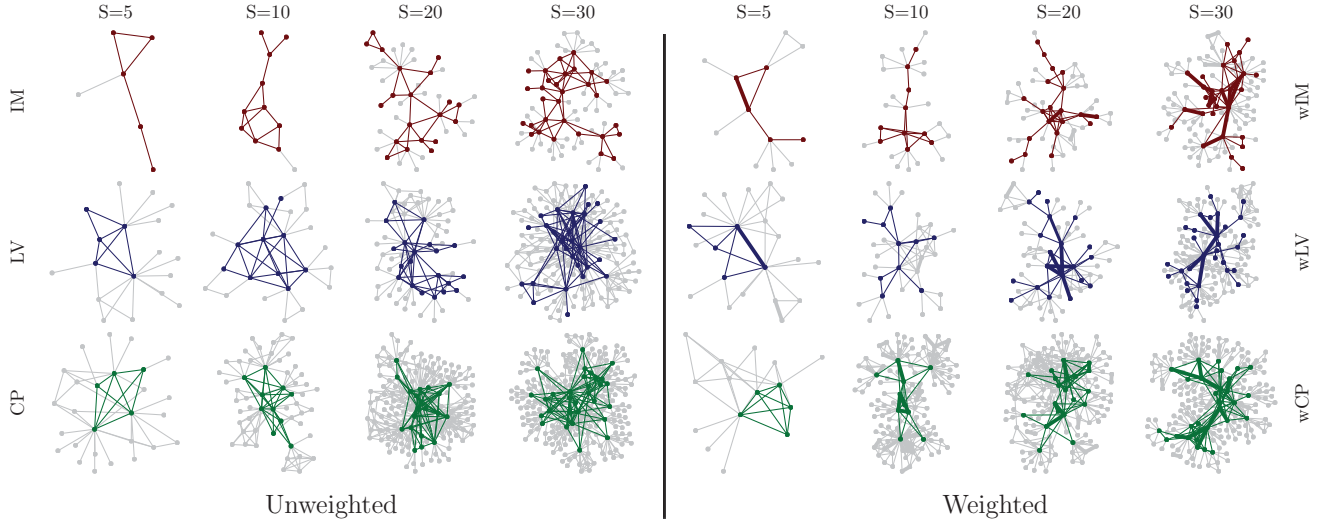 S=5 S=10 S=20 S=30 S=5 S=10 S=20 S=30
IM wIM
LV wLV
CP wCP
Unweighted Weighted